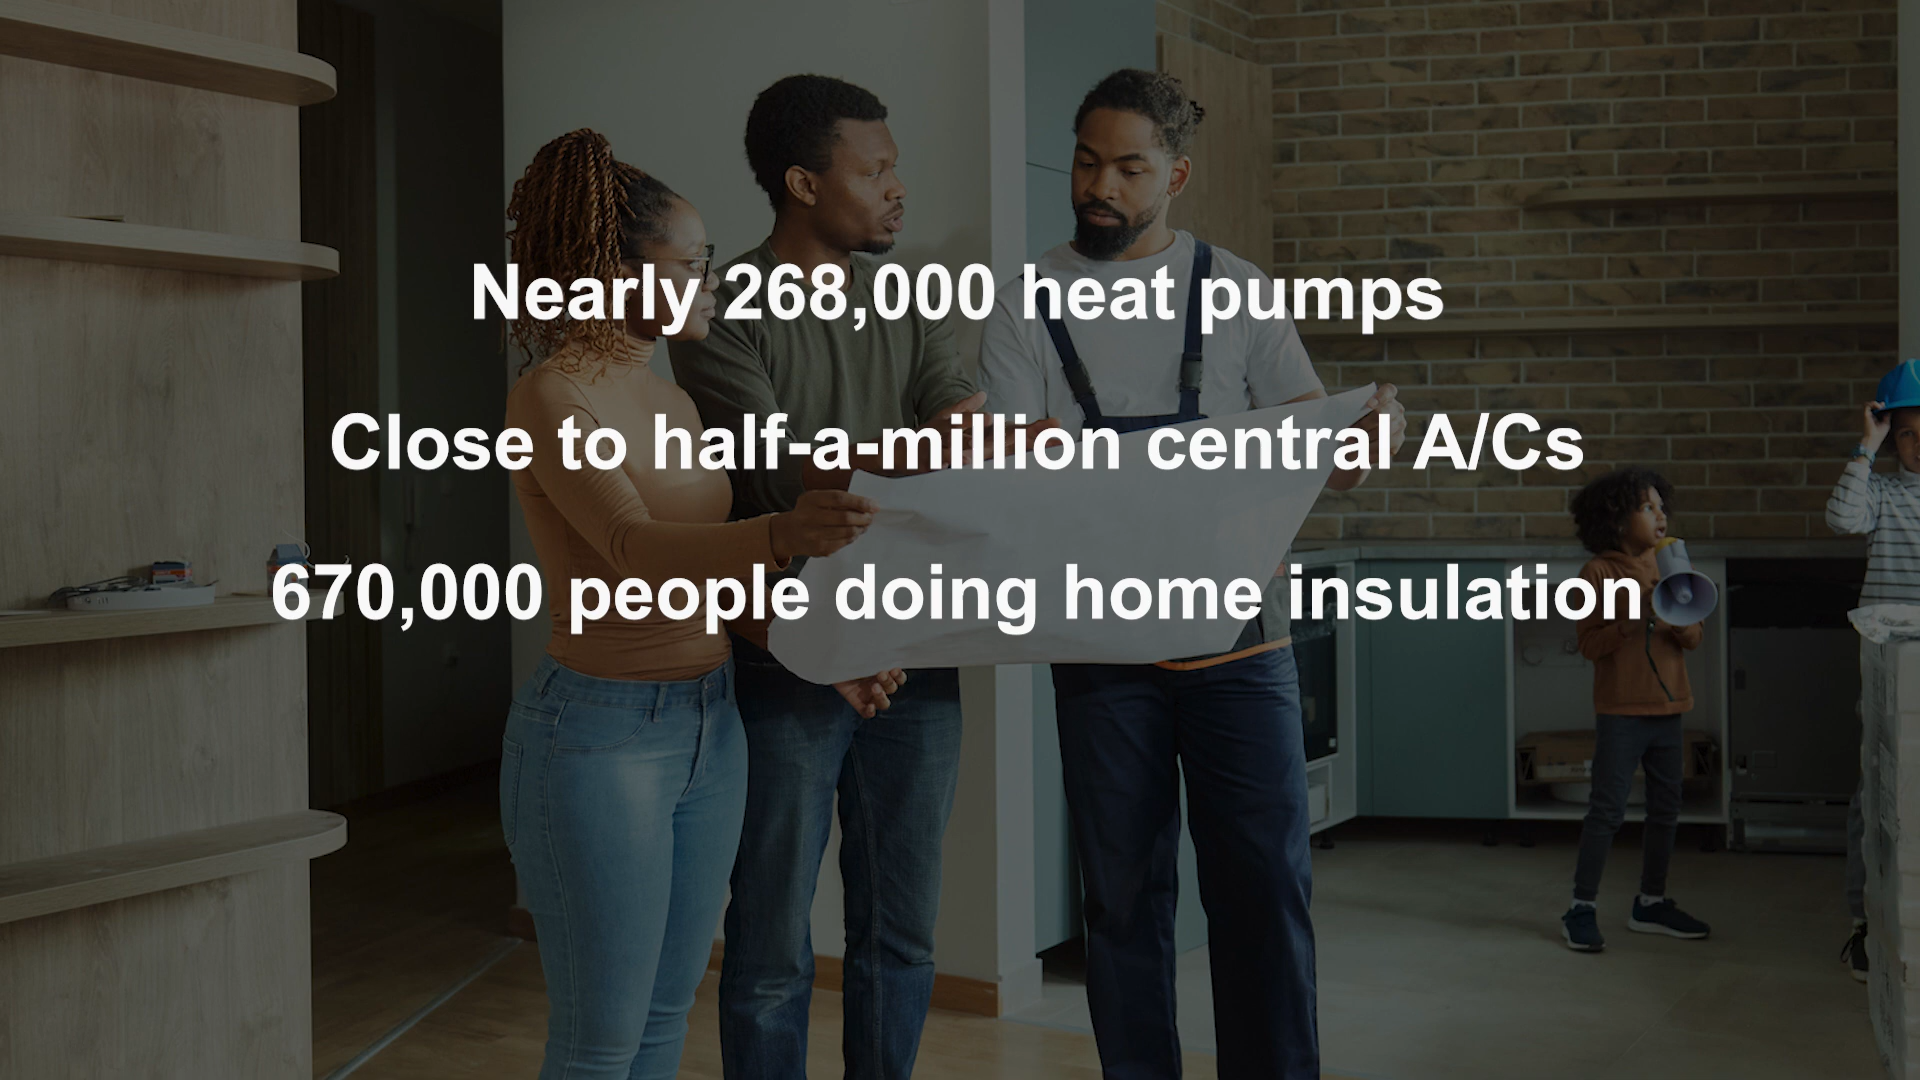 Nearly 268,000 heat pumps
Close to half-a-million central A/Cs
670,000 people doing home insulation